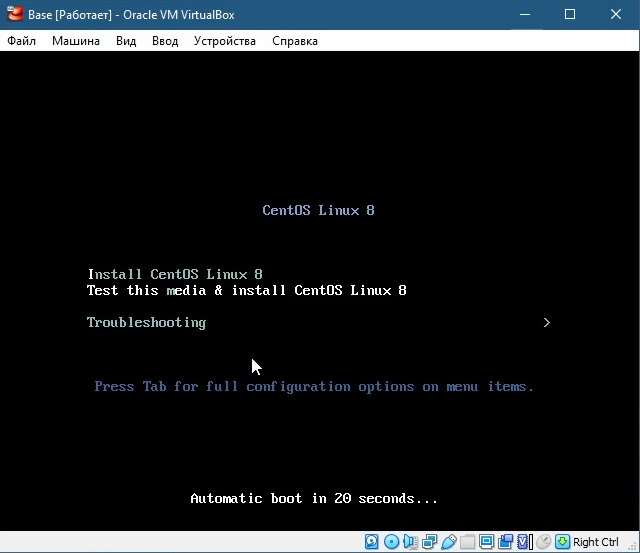 Base [Работает] - Oracle VM VirtualBox
Файл Машина Вид Ввод Устройства Справка
CentOS Linux 8
Install CentOS Linux 8
Test this media & install CentOS Linux 8
Troubleshooting >
Press Tab for full configuration options on menu items.
Automatic boot in 20 seconds...
Right Ctrl